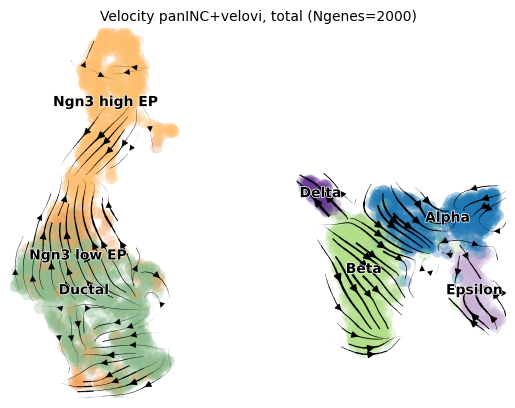 Velocity panINC+velovi, total (Ngenes=2000)
Ngn3 high EP
Delta
Alpha
Ngn3 low EP
Beta
Ductal
Epsilon